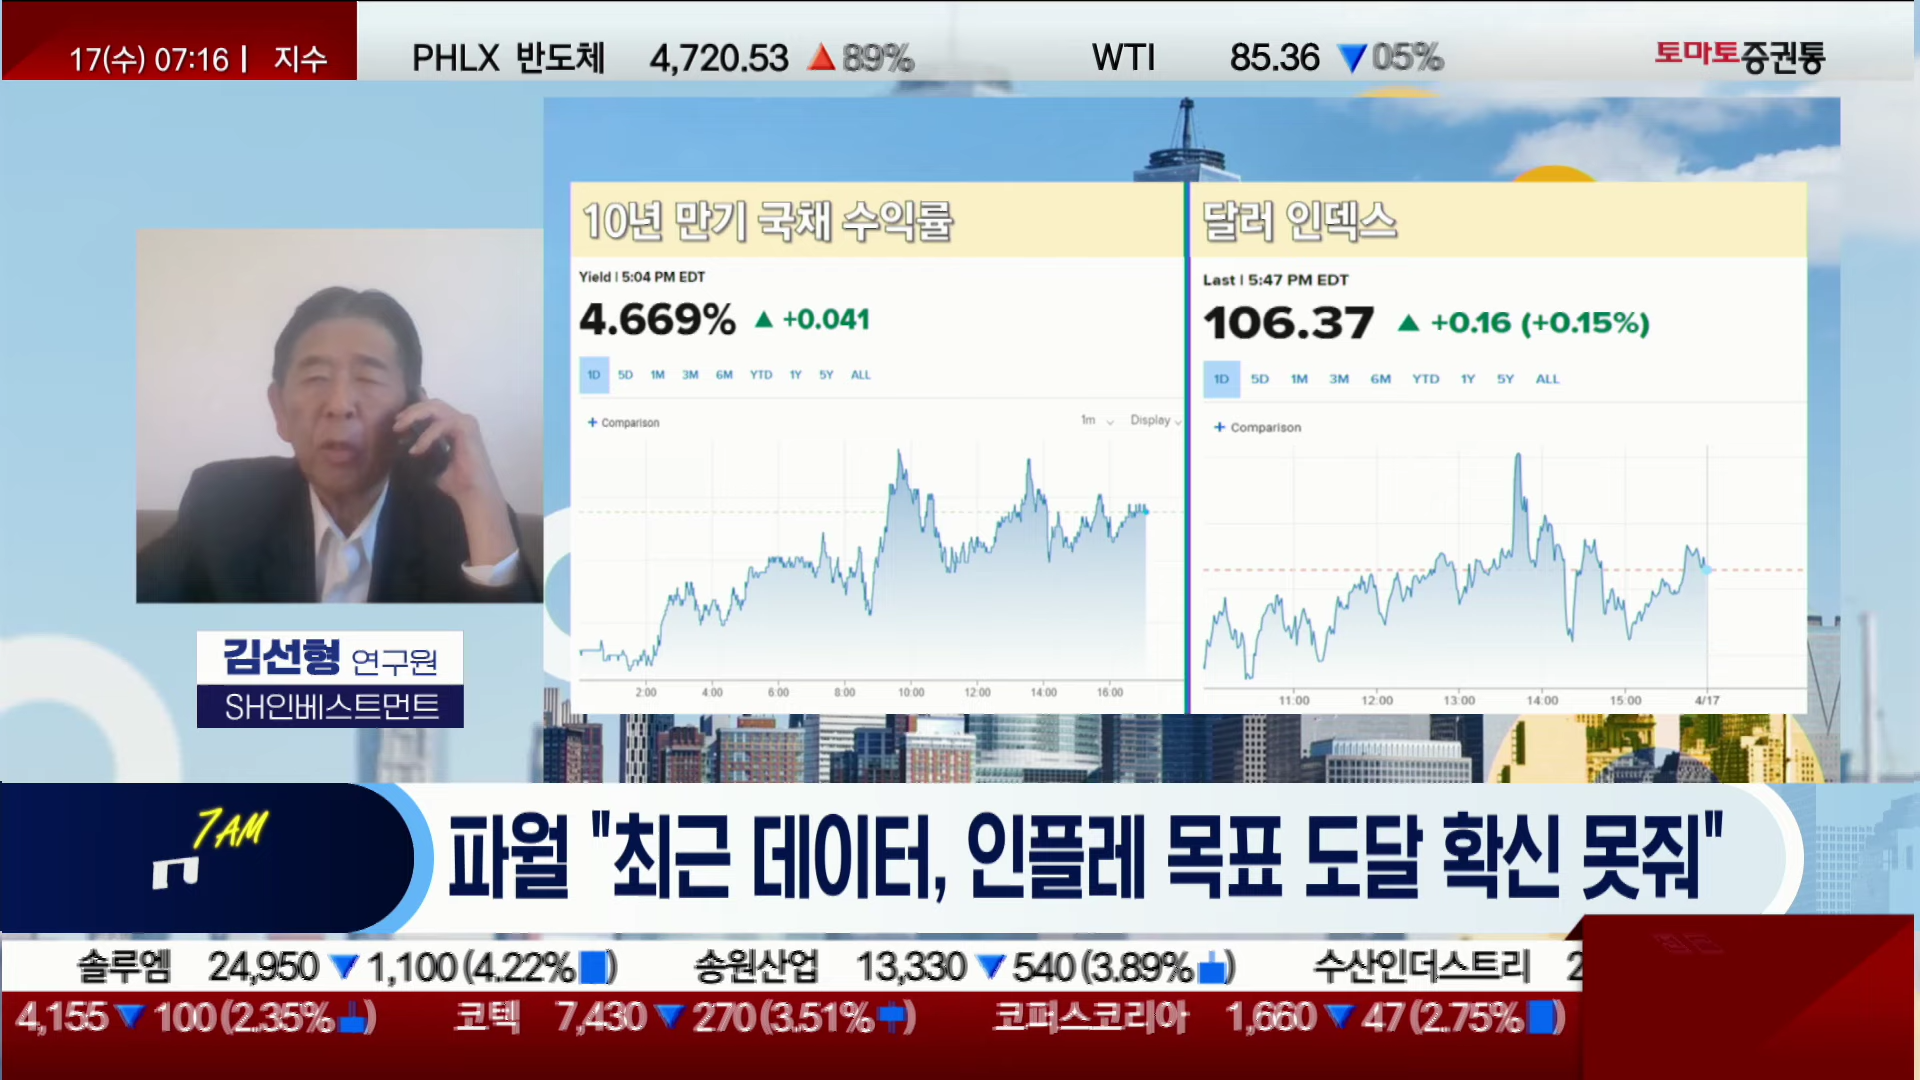 17(수) 07:16 | 지수
PHLX 반도체 4,720.53 ▲ 89%
WTI 85.36 ▼ 05%
토마토증권통
10년 만기 국채 수익률
Yield | 5:04 PM EDT
4.669% ▲ +0.041
1D 5D 1M 3M 6M YTD 1Y 5Y ALL
+ Comparison
1m Display
2:00 4:00 6:00 8:00 10:00 12:00 14:00 16:00
달러 인덱스
Last | 5:47 PM EDT
106.37 ▲ +0.16 (+0.15%)
1D 5D 1M 3M 6M YTD 1Y 5Y ALL
+ Comparison
11:00 12:00 13:00 14:00 15:00 4/17
김선형 연구원
SH인베스트먼트
7AM
파월 "최근 데이터, 인플레 목표 도달 확신 못줘"
솔루엠 24,950 ▼ 1,100 (4.22%) 송원산업 13,330 ▼ 540 (3.89%) 수산인더스트리 2
4,155 ▼ 100 (2.35%) 코텍 7,430 ▼ 270 (3.51%) 코퍼스코리아 1,660 ▼ 47 (2.75%)